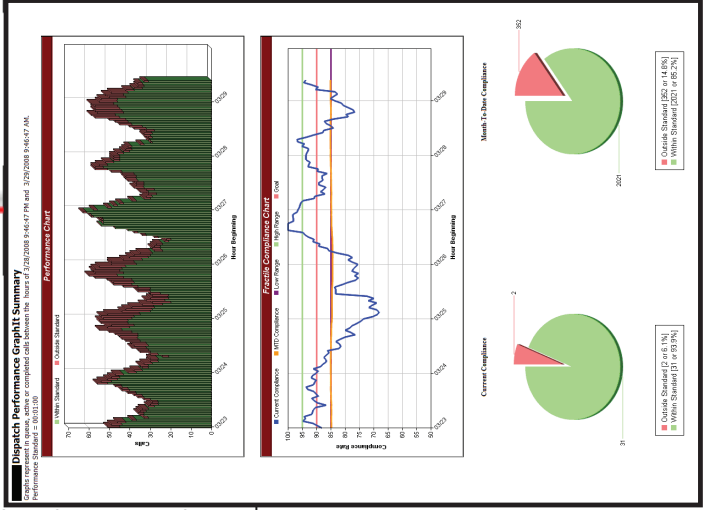 Dispatch Performance GraphIt Summary
Graphs represent in queue, active or completed calls between the hours of 3/28/2008 9:46:47 PM and 3/29/2008 9:46:47 AM.
Performance Standard = 00:01:00
Performance Chart
Within Standard
Outside Standard
Calls
70
60
50
40
30
20
10
0
03/23
03/24
03/25
03/26
03/27
03/28
03/29
Hour Beginning
Fractile Compliance Chart
Current Compliance
MTD Compliance
Low Range
High Range
Goal
Compliance Rate
100
95
90
85
80
75
70
65
60
55
50
03/23
03/24
03/25
03/26
03/27
03/28
03/29
Hour Beginning
Current Compliance
2
31
Outside Standard [2 or 6.1%]
Within Standard [31 or 93.9%]
Month-To-Date Compliance
352
2021
Outside Standard [352 or 14.8%]
Within Standard [2021 or 85.2%]